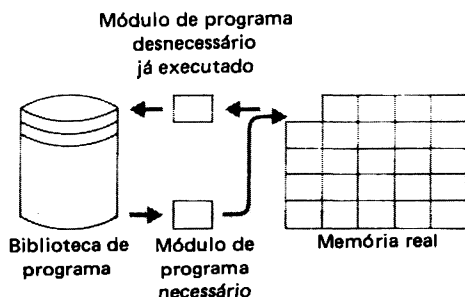 Módulo de programa
desnecessário
já executado
Biblioteca de
programa
Módulo de
programa
necessário
Memória real